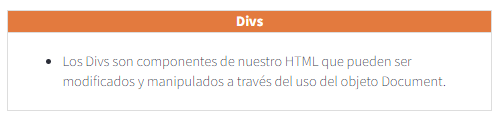 Divs
Los Divs son componentes de nuestro HTML que pueden ser
modificados y manipulados a través del uso del objeto Document.